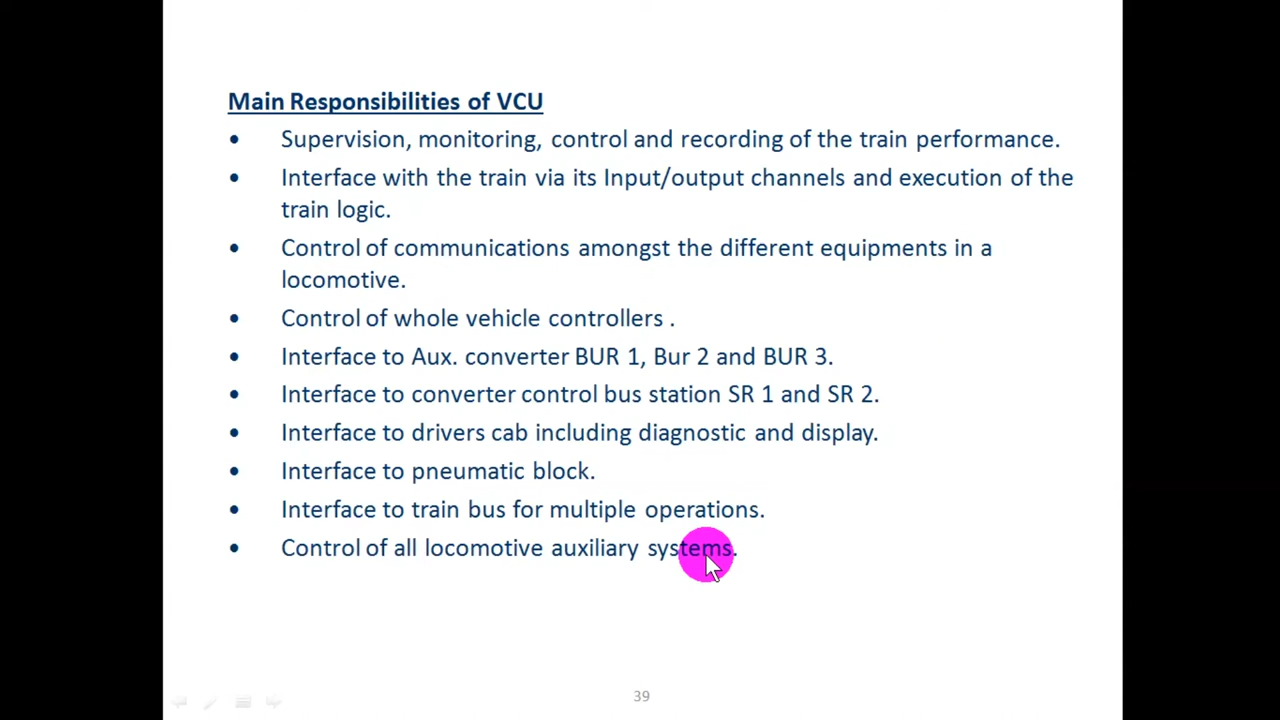 Main Responsibilities of VCU
• Supervision, monitoring, control and recording of the train performance.
• Interface with the train via its Input/output channels and execution of the
train logic.
• Control of communications amongst the different equipments in a
locomotive.
• Control of whole vehicle controllers .
• Interface to Aux. converter BUR 1, Bur 2 and BUR 3.
• Interface to converter control bus station SR 1 and SR 2.
• Interface to drivers cab including diagnostic and display.
• Interface to pneumatic block.
• Interface to train bus for multiple operations.
• Control of all locomotive auxiliary systems.
39